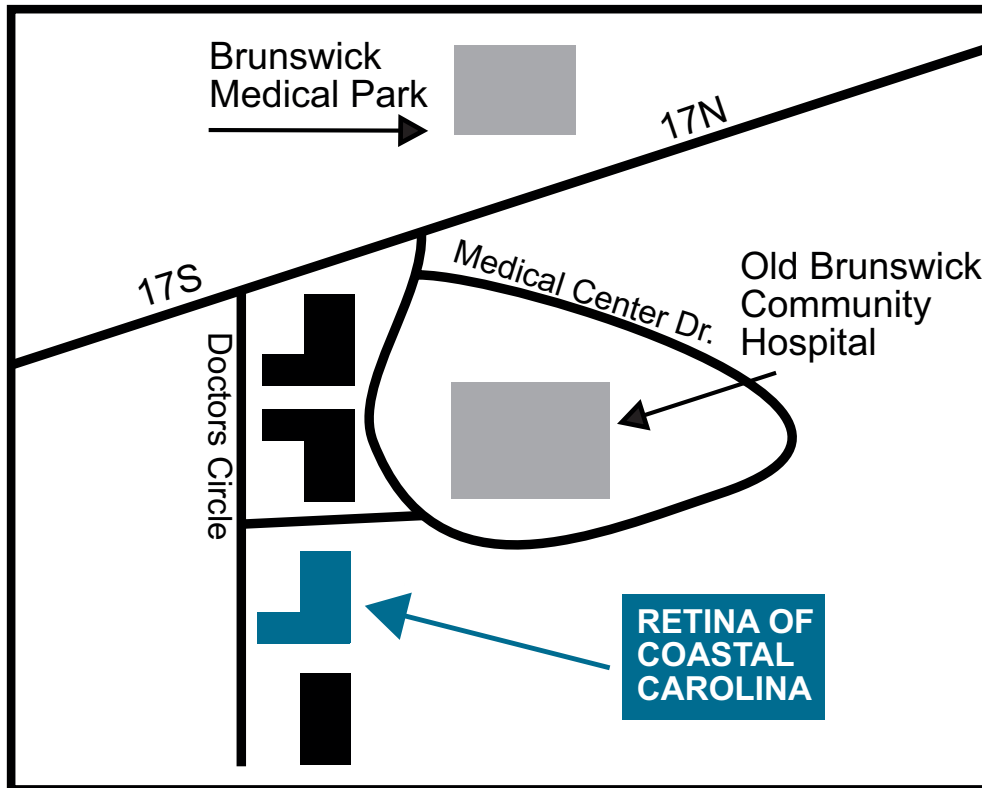 Brunswick
Medical Park
17N
17S
Medical Center Dr.
Old Brunswick
Community
Hospital
Doctors Circle
RETINA OF
COASTAL
CAROLINA